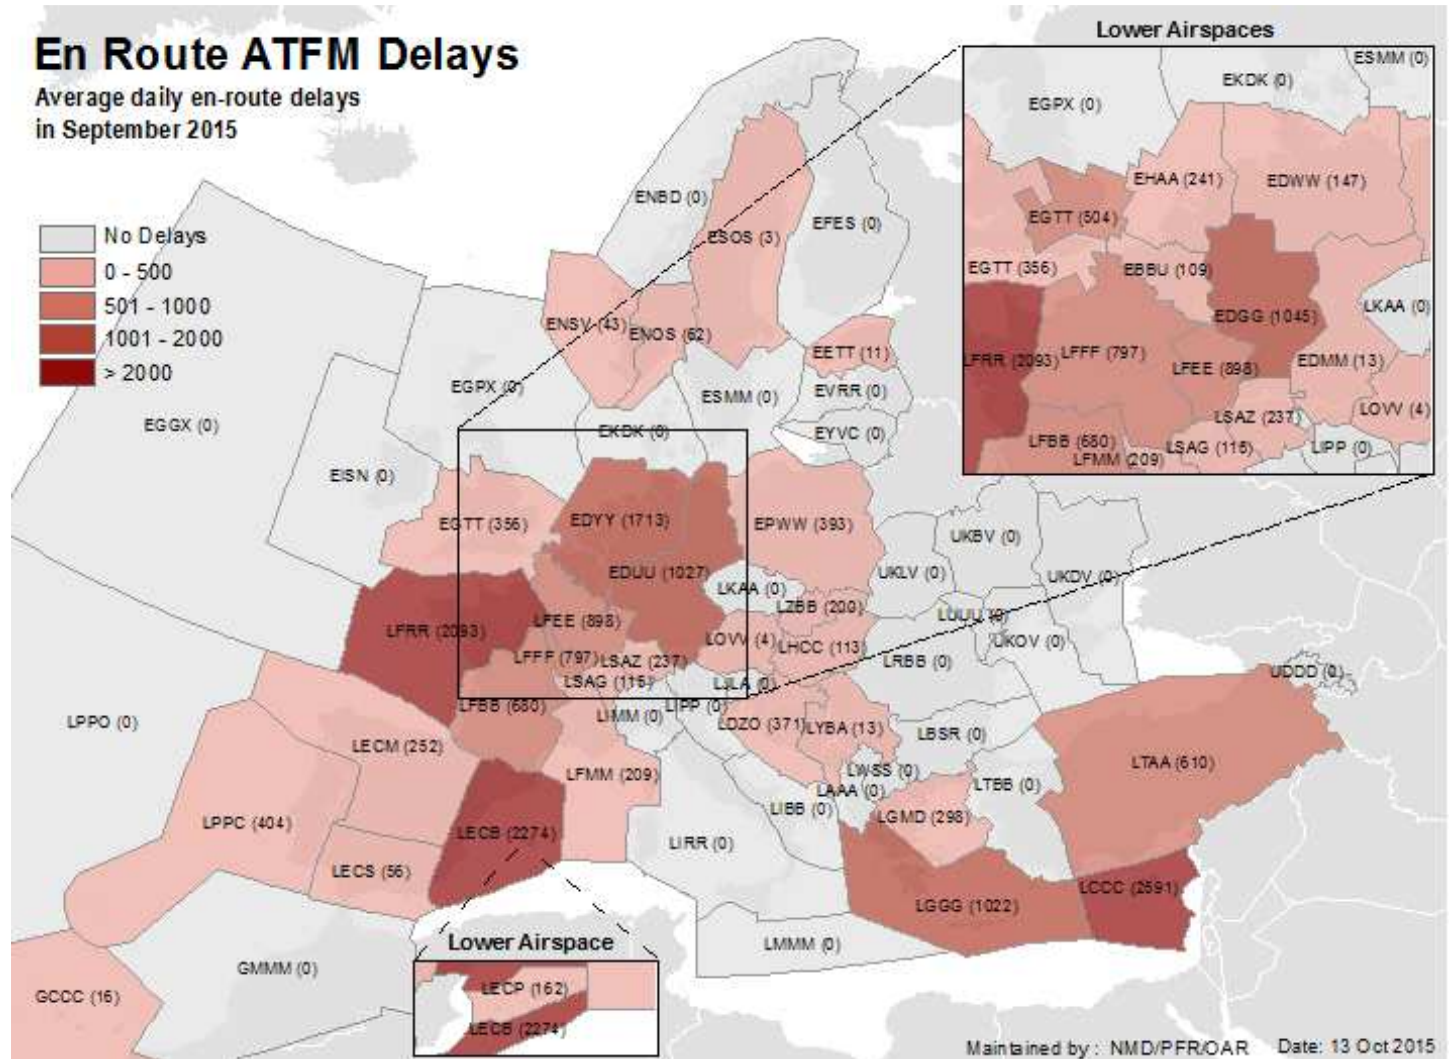 En Route ATFM Delays
Average daily en-route delays
in September 2015
No Delays
0 - 500
501 - 1000
1001 - 2000
> 2000
Lower Airspaces
ESMM (0)
EKDK (0)
EGPX (0)
EHAA (241)
EDWW (147)
EGTT (504)
EGTT (356)
EBBU (109)
LKAA (0)
EDGG (1045)
LFRR (2093)
LFFF (797)
LFEE (898)
EDMM (13)
LOVV (4)
LSAZ (237)
LFBB (680)
LSAG (115)
LIPP (0)
LFMM (209)
ENBD (0)
ESOS (3)
EFES (0)
ENSV (43)
ENOS (62)
EETT (11)
EGPX (0)
ESMM (0)
EVRR (0)
EGGX (0)
EKDK (0)
EYVC (0)
EISN (0)
EGTT (356)
EDYY (1713)
EPWW (393)
UKBV (0)
EDUU (1027)
UKLV (0)
UKDV (0)
LKAA (0)
LZBB (200)
LUUU (0)
LFRR (2093)
LFEE (898)
LOVV (4)
LHCC (113)
UKOV (0)
LFFF (797)
LSAZ (237)
LRBB (0)
LSAG (115)
LJLA (0)
UDDD (0)
LFBB (680)
LIMM (0)
LIPP (0)
LPPO (0)
LDZO (371)
LYBA (13)
LBSR (0)
LECM (252)
LFMM (209)
LWSS (0)
LTAA (610)
LAAA (0)
LTBB (0)
LIBB (0)
LPPC (404)
LECB (2274)
LGMD (298)
LIRR (0)
LECS (56)
LCCC (2591)
LGGG (1022)
Lower Airspace
LMMM (0)
GMMM (0)
LECP (162)
GCCC (16)
LECB (2274)
Maintained by : NMD/PFR/OAR Date: 13 Oct 2015